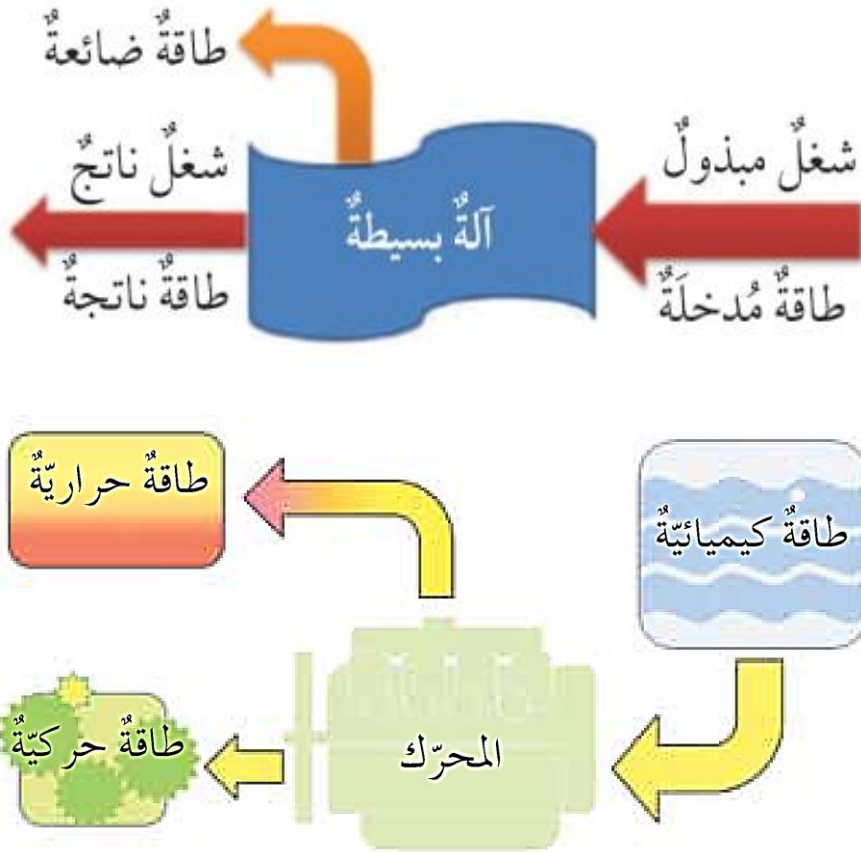 طاقةٌ ضائعةٌ
شغلٌ مبذولٌ
شغلٌ ناتجٌ
آلةٌ بسيطةٌ
طاقةٌ مُدخلَةٌ
طاقةٌ ناتجةٌ
طاقةٌ حراريّةٌ
طاقةٌ كيميائيّةٌ
المحرّك
طاقةٌ حركيّةٌ